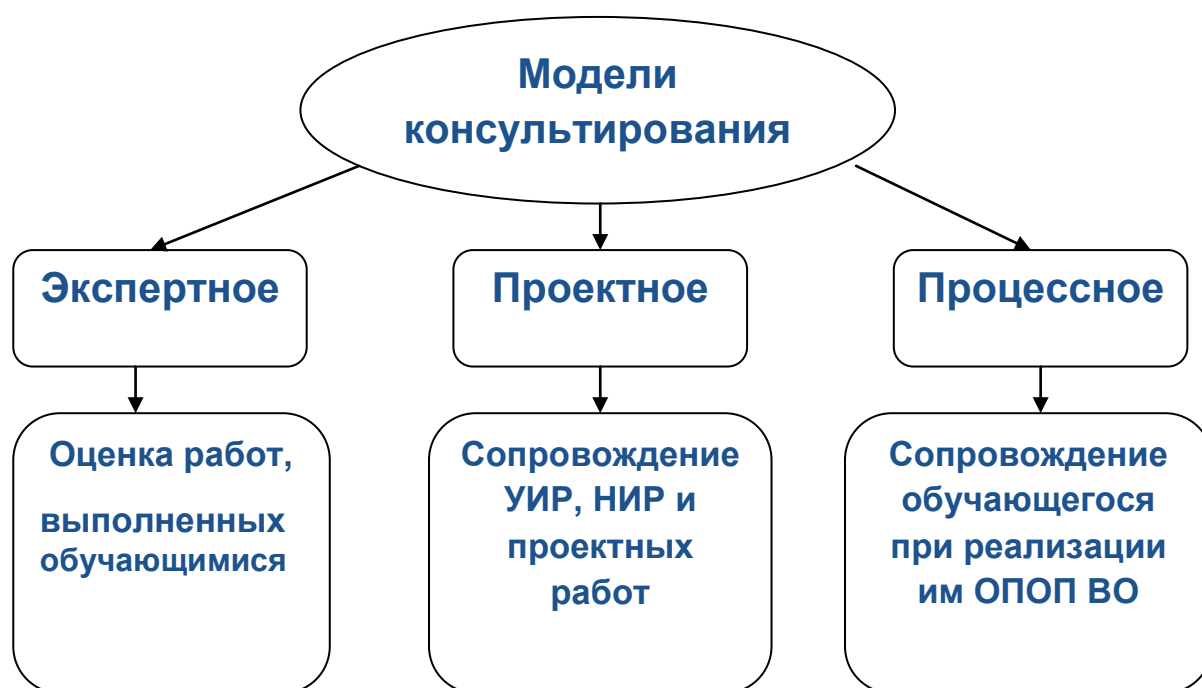 Модели
консультирования
Экспертное
Проектное
Процессное
Оценка работ,
выполненных
обучающимися
Сопровождение
УИР, НИР и
проектных
работ
Сопровождение
обучающегося
при реализации
им ОПОП ВО